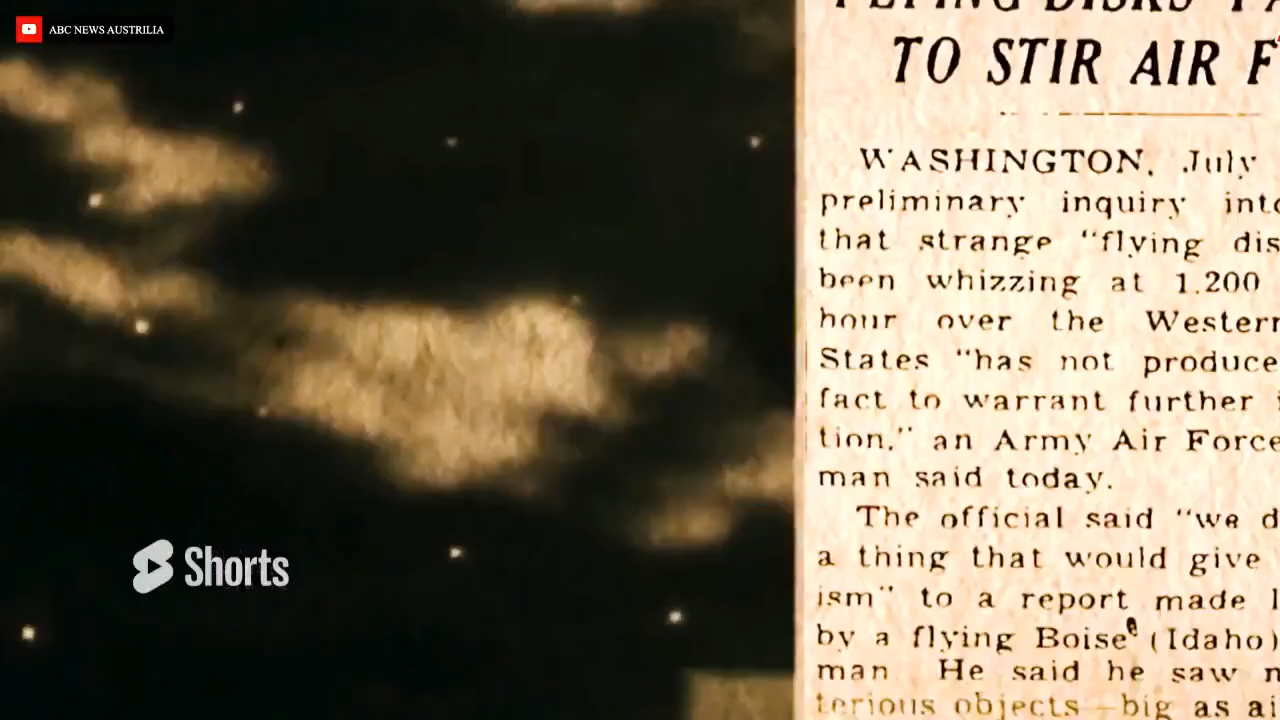 ABC NEWS AUSTRILIA
TO STIR AIR
WASHINGTON, July
preliminary inquiry into
that strange "flying
been whizzing at 1.200
hour over the Western
States "has not
fact to warrant further
tion," an Army Air Force
man said today.
The official said "we
a thing that would give
ism" to a report made
by a flying Boise (Idaho)
man He said he saw
terious objects—big as
Shorts